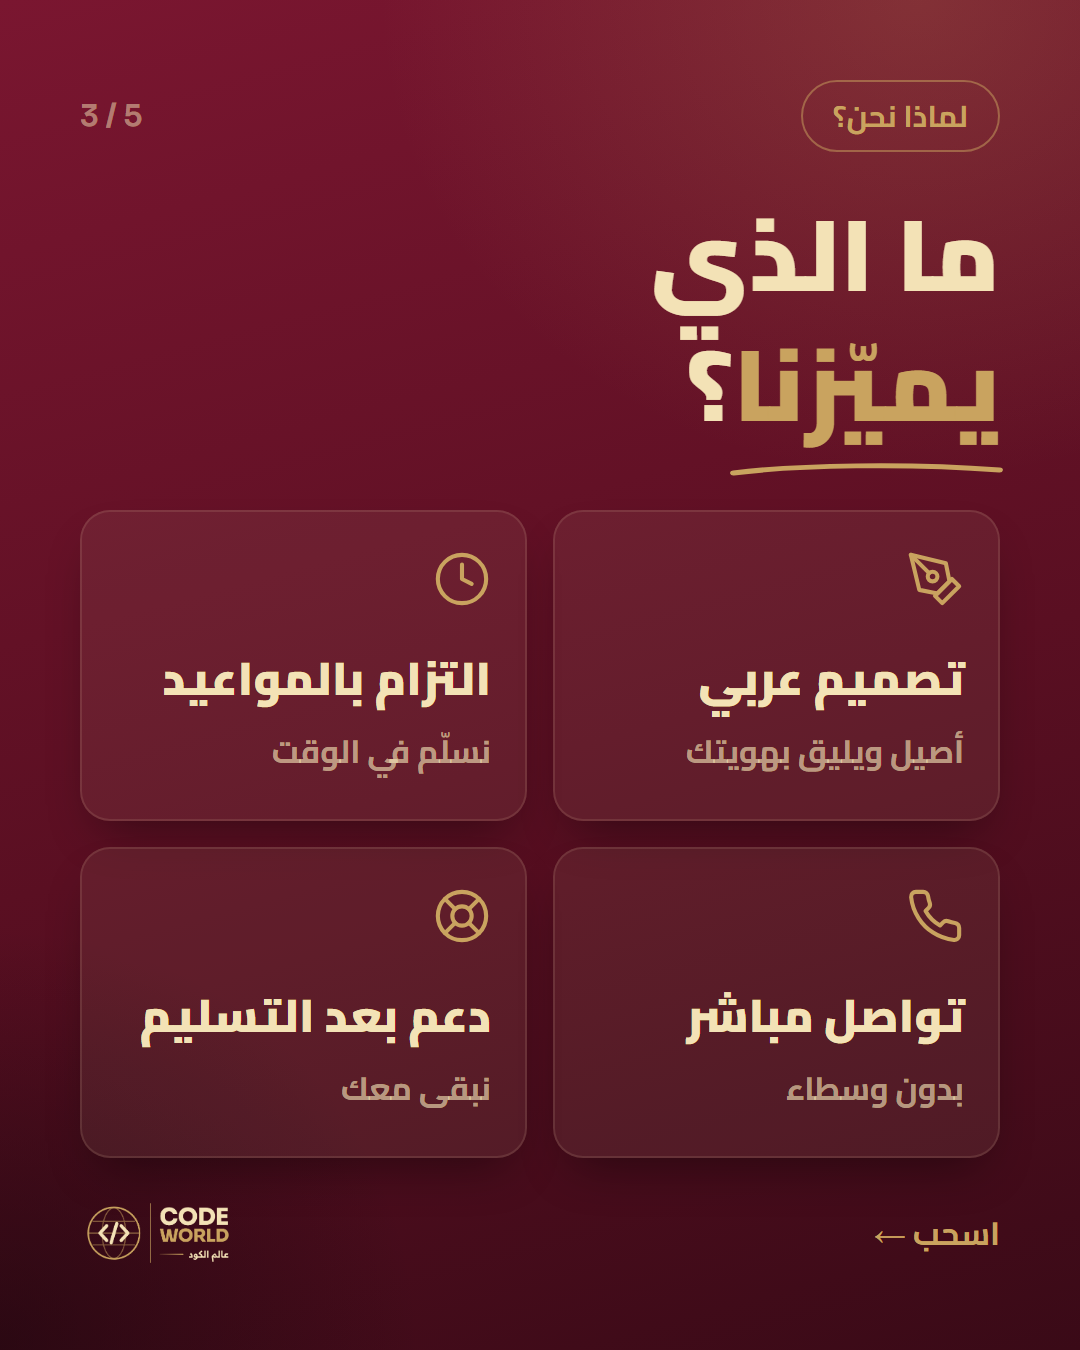 لماذا نحن؟
3 / 5
ما الذي
يميّزنا؟
تصميم عربي
أصيل ويليق بهويتك
التزام بالمواعيد
نسلّم في الوقت
تواصل مباشر
بدون وسطاء
دعم بعد التسليم
نبقى معك
اسحب ←
</>
CODE
WORLD
عالم الكود